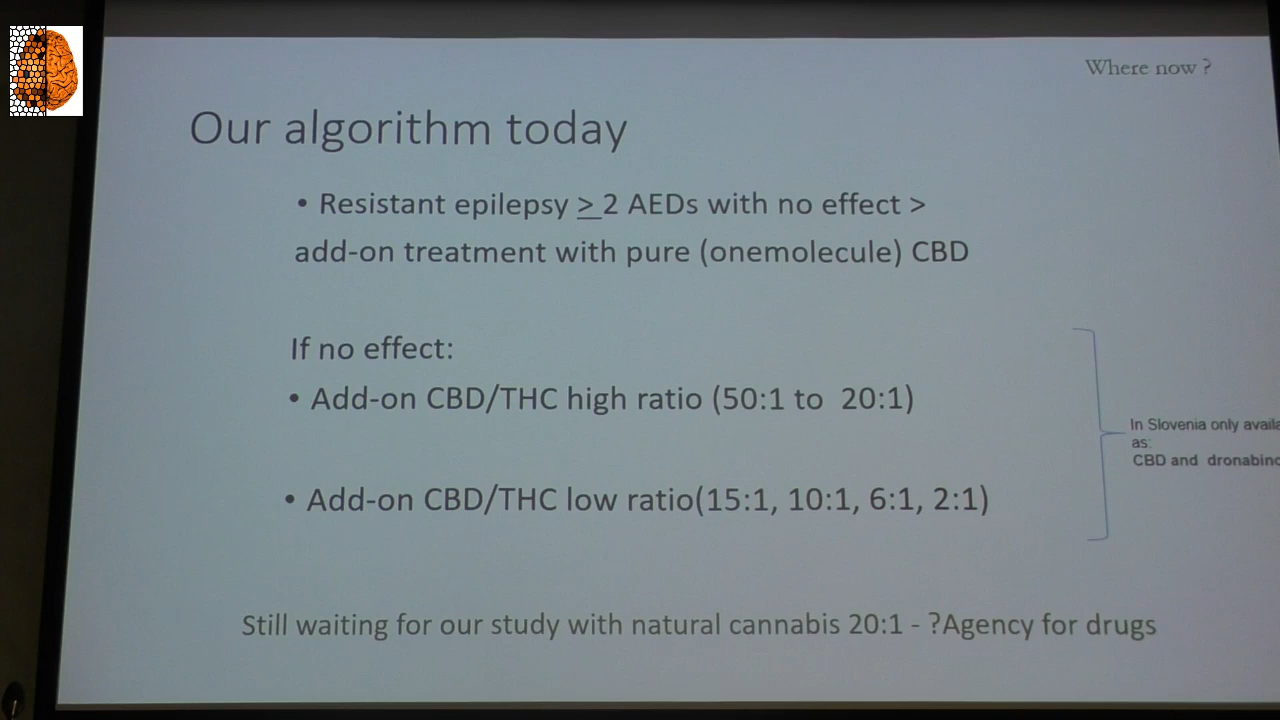 Where now ?
Our algorithm today
• Resistant epilepsy ≥ 2 AEDs with no effect >
add-on treatment with pure (onemolecule) CBD
If no effect:
• Add-on CBD/THC high ratio (50:1 to 20:1)
In Slovenia only
as:
CBD and
• Add-on CBD/THC low ratio(15:1, 10:1, 6:1, 2:1)
Still waiting for our study with natural cannabis 20:1 - ?Agency for drugs